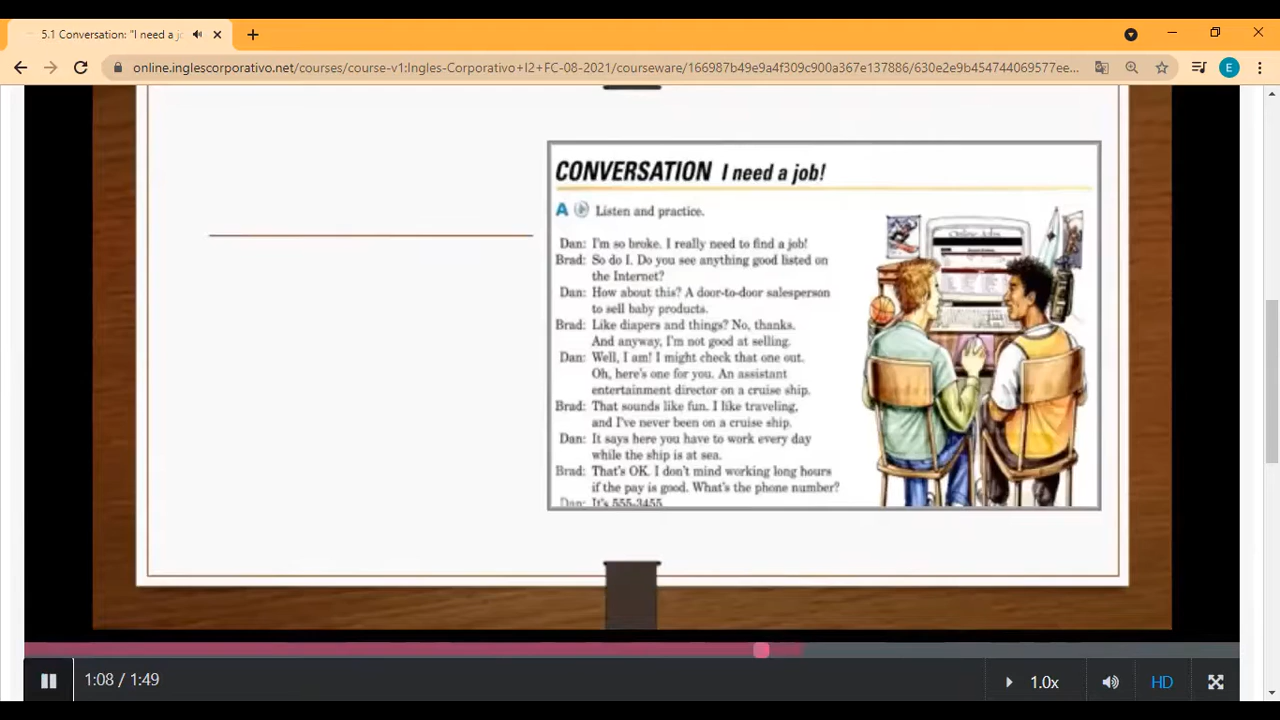 5.1 Conversation: "I need a jo
online.inglescorporativo.net/courses/course-v1:Ingles-Corporativo+I2+FC-08-2021/courseware/166987b49e9a4f309c900a367e137886/630e2e9b454744069577ee...
E
CONVERSATION I need a job!
A Listen and practice.
Dan: I'm so broke. I really need to find a job!
Brad: So do I. Do you see anything good listed on
the Internet?
Dan: How about this? A door-to-door salesperson
to sell baby products.
Brad: Like diapers and things? No, thanks.
And anyway, I'm not good at selling.
Dan: Well, I am! I might check that one out.
Oh, here's one for you. An assistant
entertainment director on a cruise ship.
Brad: That sounds like fun. I like traveling,
and I've never been on a cruise ship.
Dan: It says here you have to work every day
while the ship is at sea.
Brad: That's OK. I don't mind working long hours
if the pay is good. What's the phone number?
Dan: It's 555-3455
Online Jobs
1:08 / 1:49
1.0x
HD